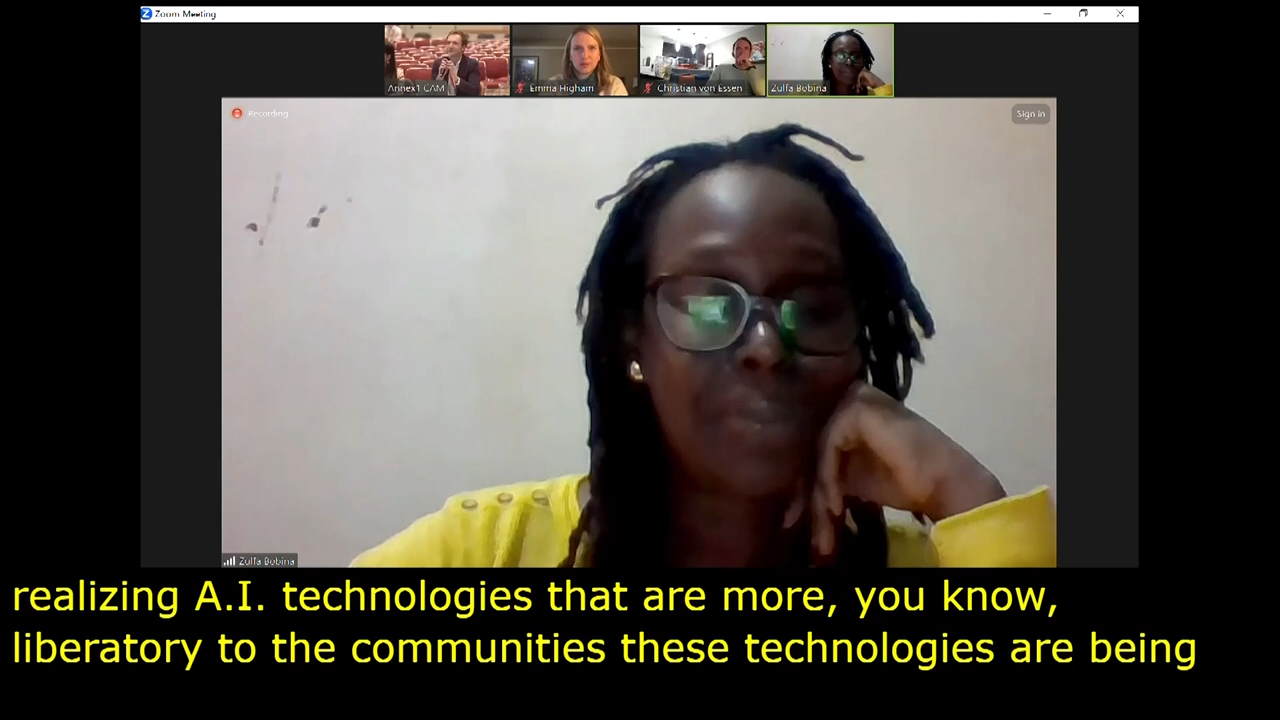 Zoom Meeting
Annex1 CAM
Emma Higham
Christian von Essen
Zulfa Bobina
Recording
Sign in
Zulfa Bobina
realizing A.I. technologies that are more, you know,
liberatory to the communities these technologies are being